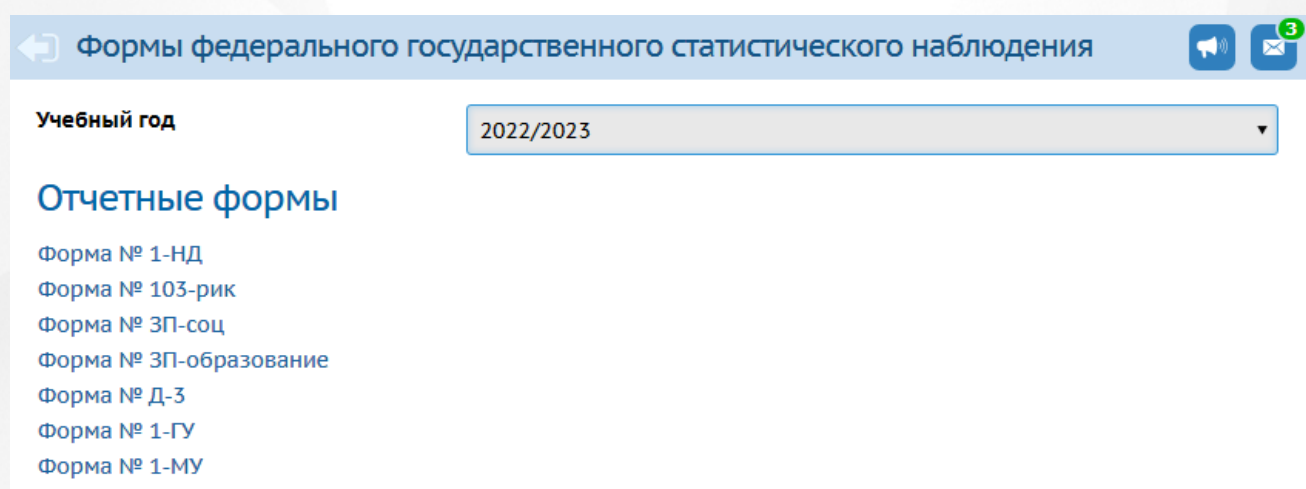 Формы федерального государственного статистического наблюдения
3
Учебный год
2022/2023
Отчетные формы
Форма № 1-НД
Форма № 103-рик
Форма № ЗП-соц
Форма № ЗП-образование
Форма № Д-3
Форма № 1-ГУ
Форма № 1-МУ